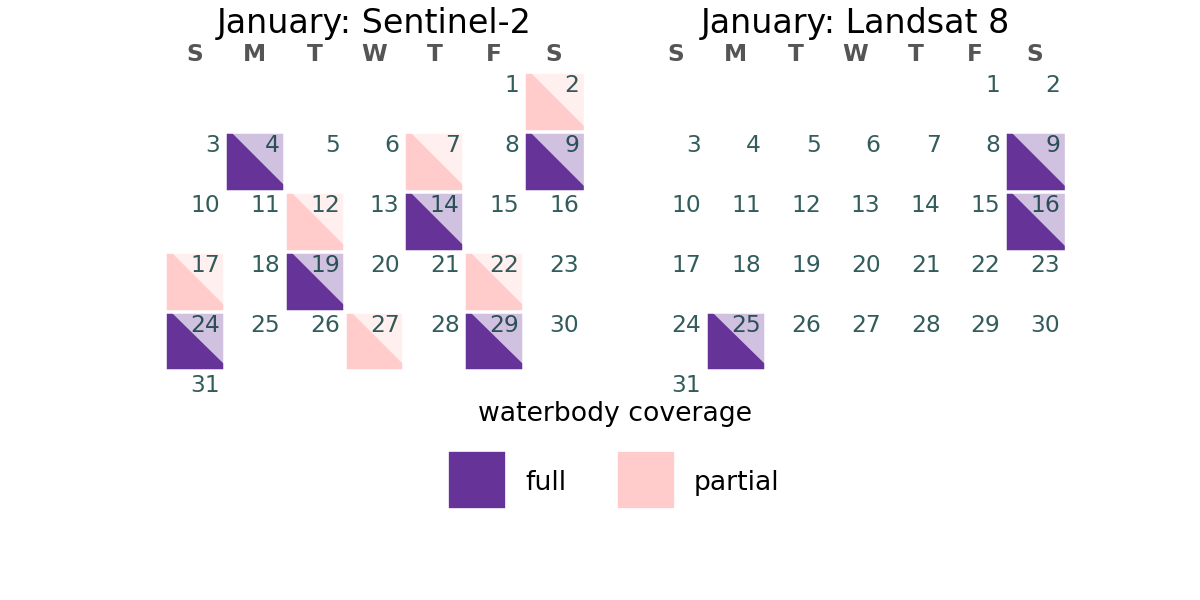 January: Sentinel-2
S M T W T F S
1 2
3 4 5 6 7 8 9
10 11 12 13 14 15 16
17 18 19 20 21 22 23
24 25 26 27 28 29 30
31
January: Landsat 8
S M T W T F S
1 2
3 4 5 6 7 8 9
10 11 12 13 14 15 16
17 18 19 20 21 22 23
24 25 26 27 28 29 30
31
waterbody coverage
full partial